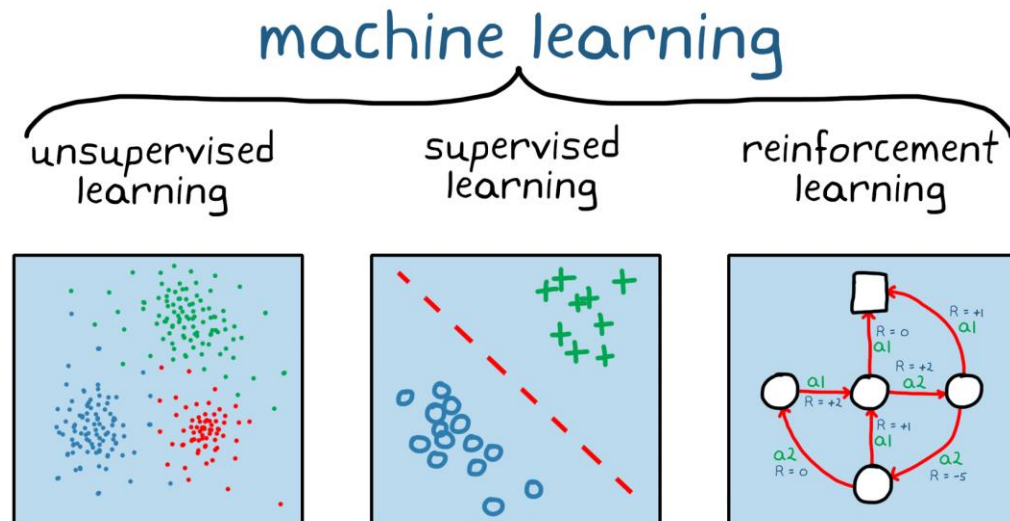 machine learning
unsupervised
learning
supervised
learning
reinforcement
learning
R = 0
a1
R = +1
a1
a1
R = +2
R = +2
a2
R = +1
a1
a2
R = 0
a2
R = -5